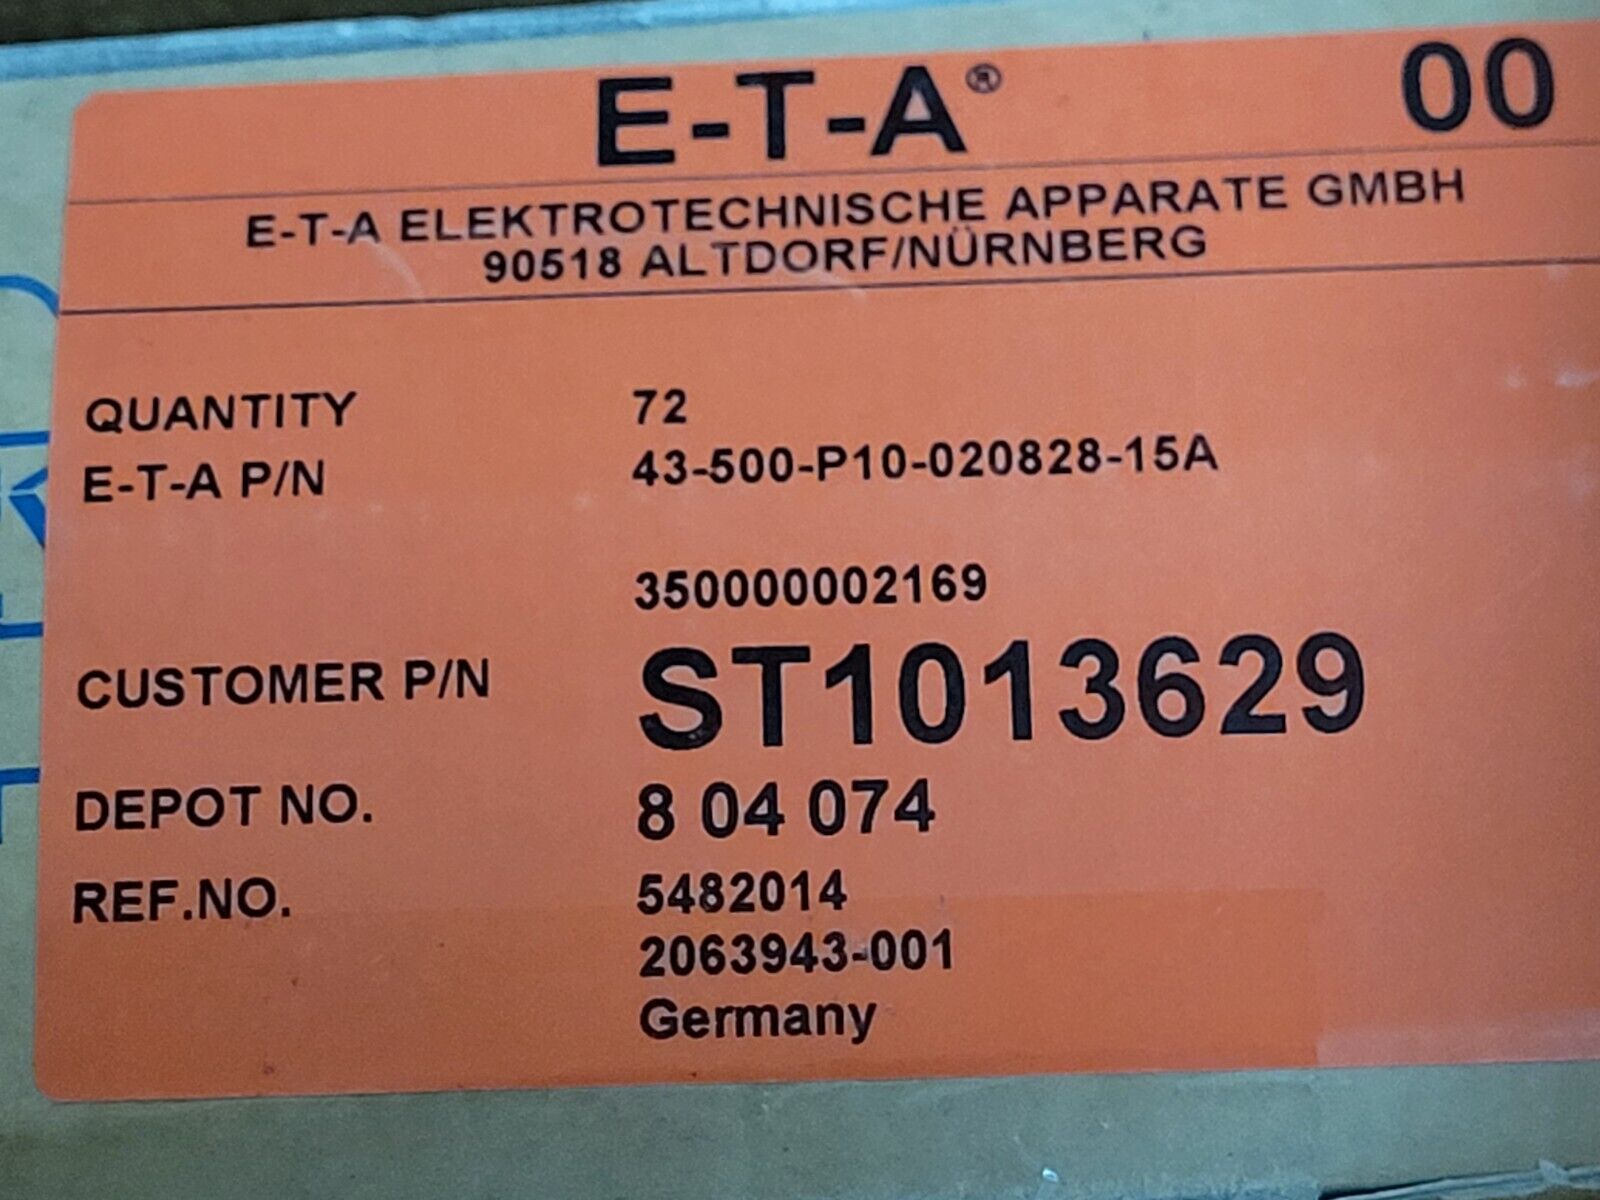 E-T-A® 00
E-T-A ELEKTROTECHNISCHE APPARATE GMBH
90518 ALTDORF/NÜRNBERG
QUANTITY 72
E-T-A P/N 43-500-P10-020828-15A
350000002169
CUSTOMER P/N ST1013629
DEPOT NO. 8 04 074
REF.NO. 5482014
2063943-001
Germany